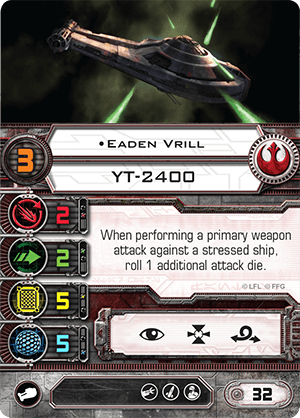 •Eaden Vrill
3
YT-2400
2
When performing a primary weapon
attack against a stressed ship,
roll 1 additional attack die.
2
© LFL © FFG
5
5
32